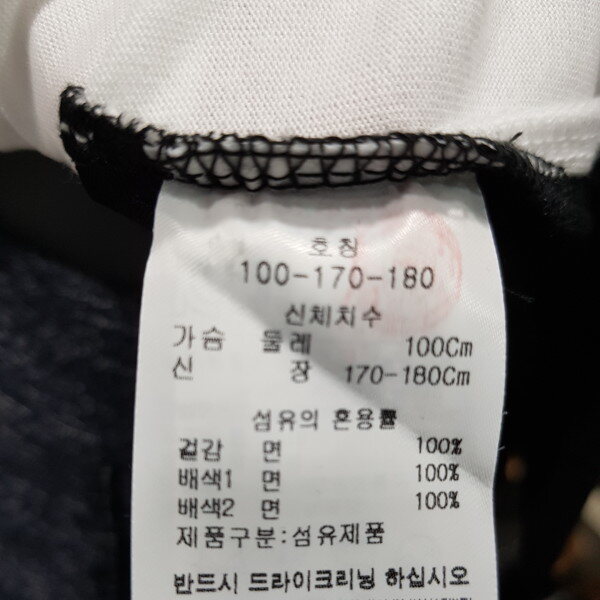 호칭
100-170-180
신체치수
가슴 둘레 100Cm
신 장 170-180Cm
섬유의 혼용률
겉감 면 100%
배색1 면 100%
배색2 면 100%
제품구분:섬유제품
반드시 드라이크리닝 하십시오